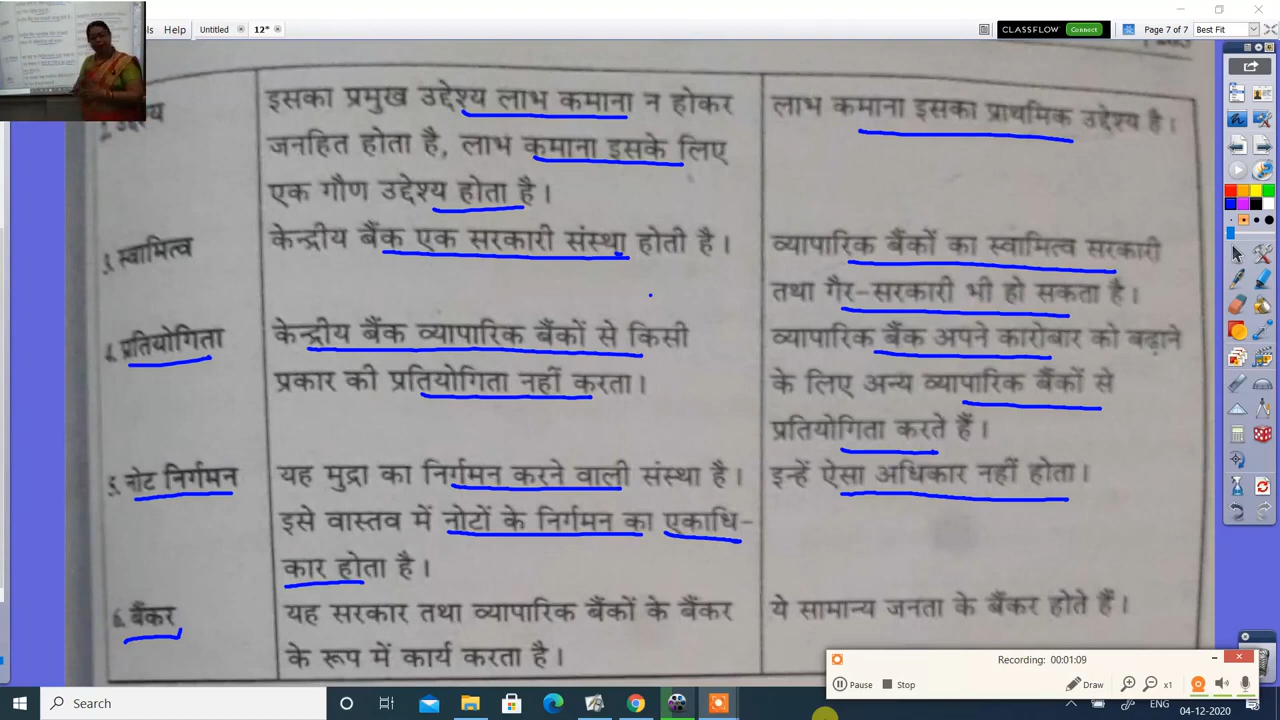 ls Help Untitled 12* CLASSFLOW Connect Page 7 of 7 Best Fit
इसका प्रमुख उद्देश्य लाभ कमाना न होकर
जनहित होता है, लाभ कमाना इसके लिए
एक गौण उद्देश्य होता है।
लाभ कमाना इसका प्राथमिक उद्देश्य है।
3. स्वामित्व
केन्द्रीय बैंक एक सरकारी संस्था होती है।
व्यापारिक बैंकों का स्वामित्व सरकारी
तथा गैर-सरकारी भी हो सकता है।
4. प्रतियोगिता
केन्द्रीय बैंक व्यापारिक बैंकों से किसी
प्रकार की प्रतियोगिता नहीं करता।
व्यापारिक बैंक अपने कारोबार को बढ़ाने
के लिए अन्य व्यापारिक बैंकों से
प्रतियोगिता करते हैं।
5. नोट निर्गमन
यह मुद्रा का निर्गमन करने वाली संस्था है।
इसे वास्तव में नोटों के निर्गमन का एकाधि-
कार होता है।
इन्हें ऐसा अधिकार नहीं होता।
6. बैंकर
यह सरकार तथा व्यापारिक बैंकों के बैंकर
के रूप में कार्य करता है।
ये सामान्य जनता के बैंकर होते हैं।
Recording: 00:01:09
Pause Stop Draw x1
Search
ENG
04-12-2020